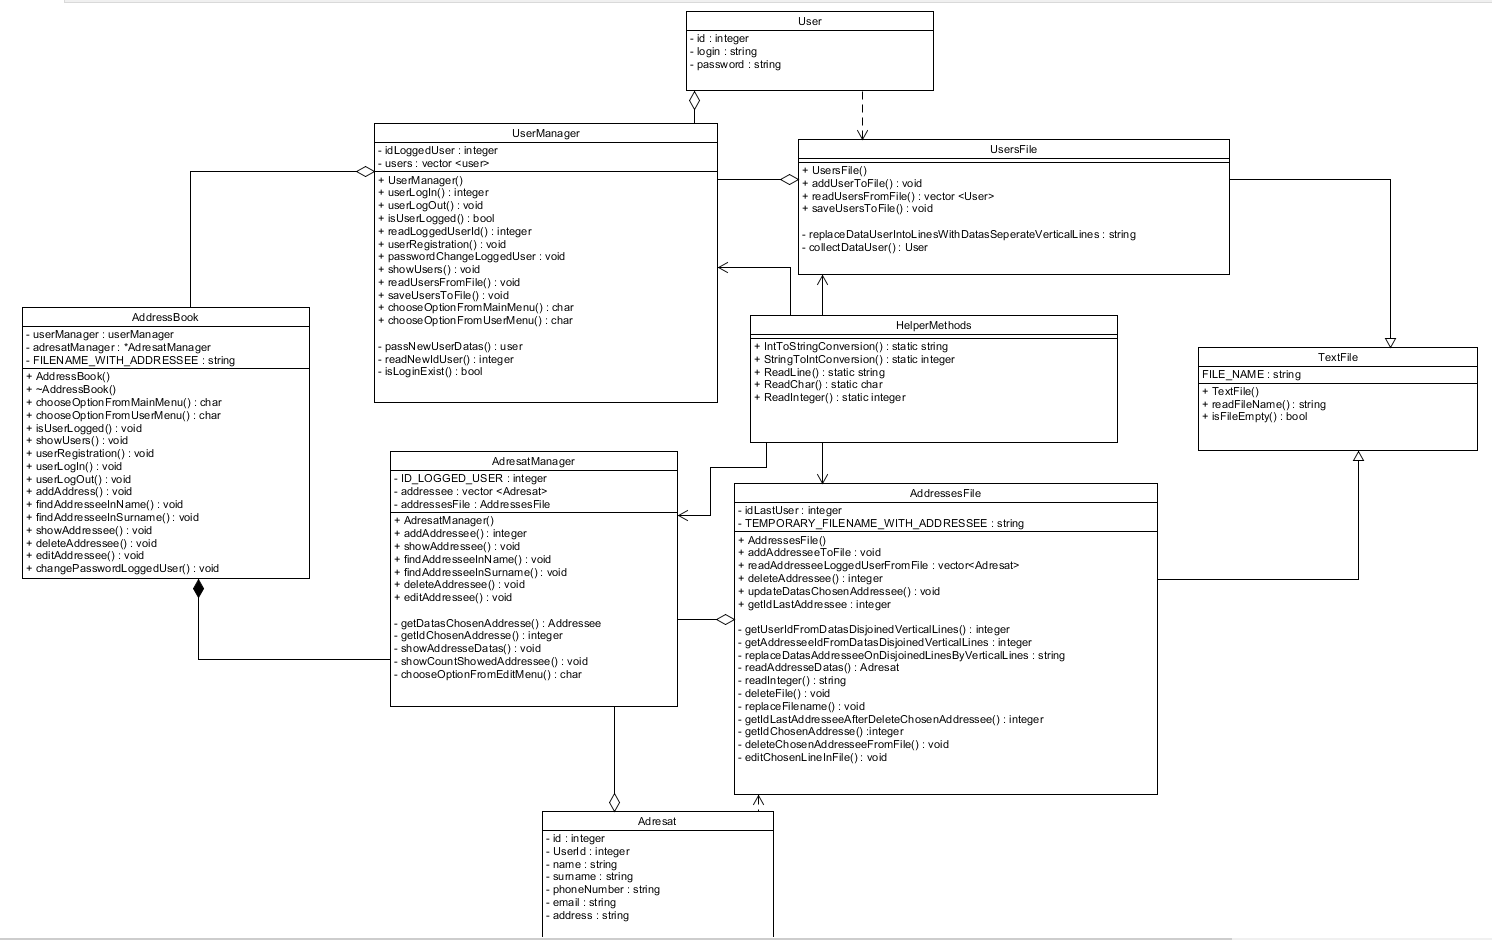 User
- id : integer
- login : string
- password : string
UserManager
- idLoggedUser : integer
- users : vector <user>
+ UserManager()
+ userLogIn() : integer
+ userLogOut() : void
+ isUserLogged() : bool
+ readLoggedUserId() : integer
+ userRegistration() : void
+ passwordChangeLoggedUser : void
+ showUsers() : void
+ readUsersFromFile() : void
+ saveUsersToFile() : void
+ chooseOptionFromMainMenu() : char
+ chooseOptionFromUserMenu() : char
- passNewUserDatas() : user
- readNewIdUser() : integer
- isLoginExist() : bool
UsersFile
+ UsersFile()
+ addUserToFile() : void
+ readUsersFromFile() : vector <User>
+ saveUsersToFile() : void
- replaceDataUserIntoLinesWithDatasSeperateVerticalLines : string
- collectDataUser() : User
AddressBook
- userManager : userManager
- adresatManager : *AdresatManager
- FILENAME_WITH_ADDRESSEE : string
+ AddressBook()
+ ~AddressBook()
+ chooseOptionFromMainMenu() : char
+ chooseOptionFromUserMenu() : char
+ isUserLogged() : void
+ showUsers() : void
+ userRegistration() : void
+ userLogIn() : void
+ userLogOut() : void
+ addAddress() : void
+ findAddresseeInName() : void
+ findAddresseeInSurname() : void
+ showAddressee() : void
+ deleteAddressee() : void
+ editAddressee() : void
+ changePasswordLoggedUser() : void
HelperMethods
+ IntToStringConversion() : static string
+ StringToIntConversion() : static integer
+ ReadLine() : static string
+ ReadChar() : static char
+ ReadInteger() : static integer
TextFile
FILE_NAME : string
+ TextFile()
+ readFileName() : string
+ isFileEmpty() : bool
AdresatManager
- ID_LOGGED_USER : integer
- addressee : vector <Adresat>
- addressesFile : AddressesFile
+ AdresatManager()
+ addAddressee() : integer
+ showAddressee() : void
+ findAddresseeInName() : void
+ findAddresseeInSurname() : void
+ deleteAddressee() : void
+ editAddressee() : void
- getDatasChosenAddresse() : Addressee
- getIdChosenAddresse() : integer
- showAddresseDatas() : void
- showCountShowedAddressee() : void
- chooseOptionFromEditMenu() : char
AddressesFile
- idLastUser : integer
- TEMPORARY_FILENAME_WITH_ADDRESSEE : string
+ AddressesFile()
+ addAddresseeToFile : void
+ readAddresseeLoggedUserFromFile : vector<Adresat>
+ deleteAddressee() : integer
+ updateDatasChosenAddressee() : void
+ getIdLastAddressee : integer
- getUserIdFromDatasDisjoinedVerticalLines() : integer
- getAddresseeIdFromDatasDisjoinedVerticalLines : integer
- replaceDatasAddresseeOnDisjoinedLinesByVerticalLines : string
- readAddresseDatas() : Adresat
- readInteger() : string
- deleteFile() : void
- replaceFilename() : void
- getIdLastAddresseeAfterDeleteChosenAddressee() : integer
- getIdChosenAddresse() :integer
- deleteChosenAddresseeFromFile() : void
- editChosenLineInFile() : void
Adresat
- id : integer
- UserId : integer
- name : string
- surname : string
- phoneNumber : string
- email : string
- address : string